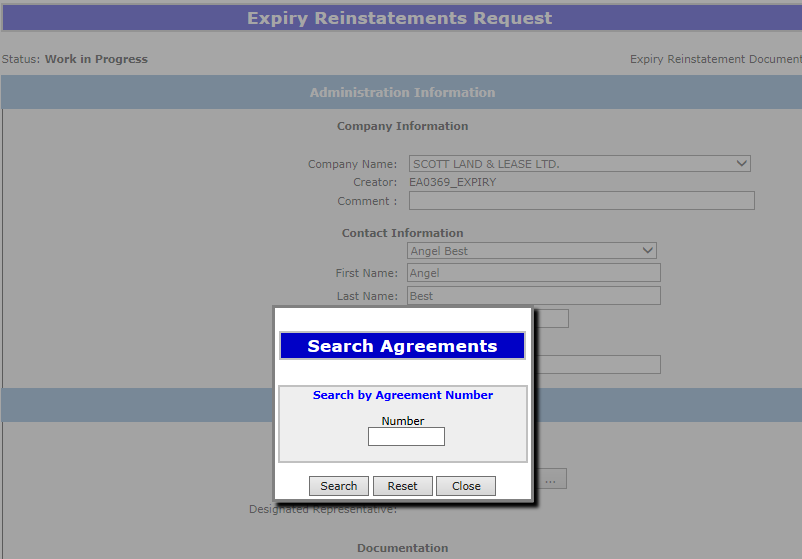 Expiry Reinstatements Request
Status: Work in Progress
Expiry Reinstatement Document
Administration Information
Company Information
Company Name: SCOTT LAND & LEASE LTD.
Creator: EA0369_EXPIRY
Comment :
Contact Information
Angel Best
First Name: Angel
Last Name: Best
Search Agreements
Search by Agreement Number
Number
Search Reset Close
...
Designated Representative:
Documentation